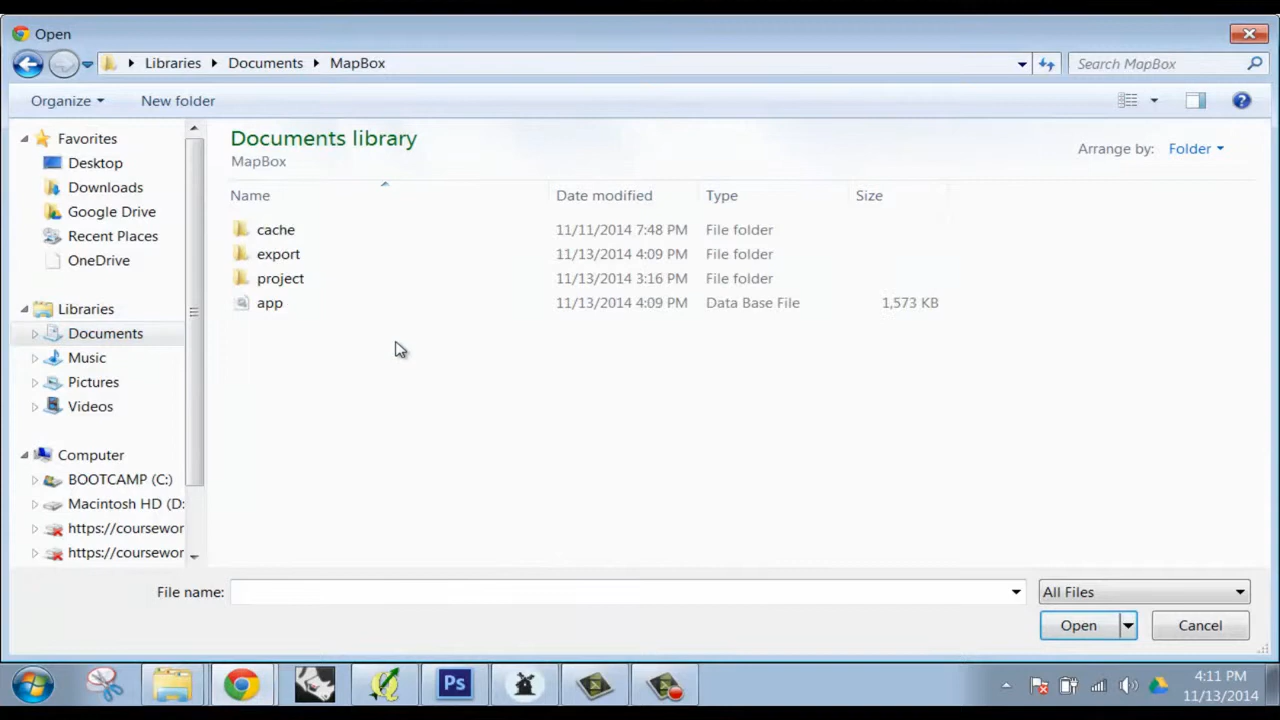 Open
Libraries Documents MapBox
Search MapBox
Organize New folder
Favorites
Desktop
Downloads
Google Drive
Recent Places
OneDrive
Libraries
Documents
Music
Pictures
Videos
Computer
BOOTCAMP (C:)
Macintosh HD (D:
https://coursewor
https://coursewor
Documents library
MapBox
Arrange by: Folder
Name Date modified Type Size
cache 11/11/2014 7:48 PM File folder
export 11/13/2014 4:09 PM File folder
project 11/13/2014 3:16 PM File folder
app 11/13/2014 4:09 PM Data Base File 1,573 KB
File name:
All Files
Open Cancel
Ps
4:11 PM
11/13/2014